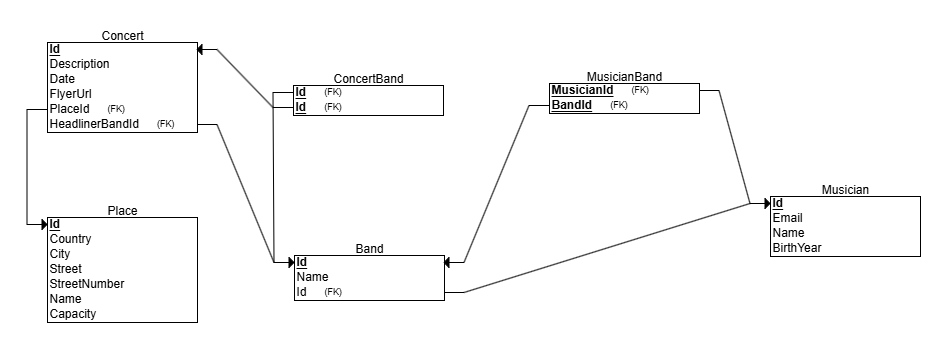 Concert
Id
Description
Date
FlyerUrl
PlaceId (FK)
HeadlinerBandId (FK)
ConcertBand
Id (FK)
Id (FK)
MusicianBand
MusicianId (FK)
BandId (FK)
Musician
Id
Email
Name
BirthYear
Place
Id
Country
City
Street
StreetNumber
Name
Capacity
Band
Id
Name
Id (FK)